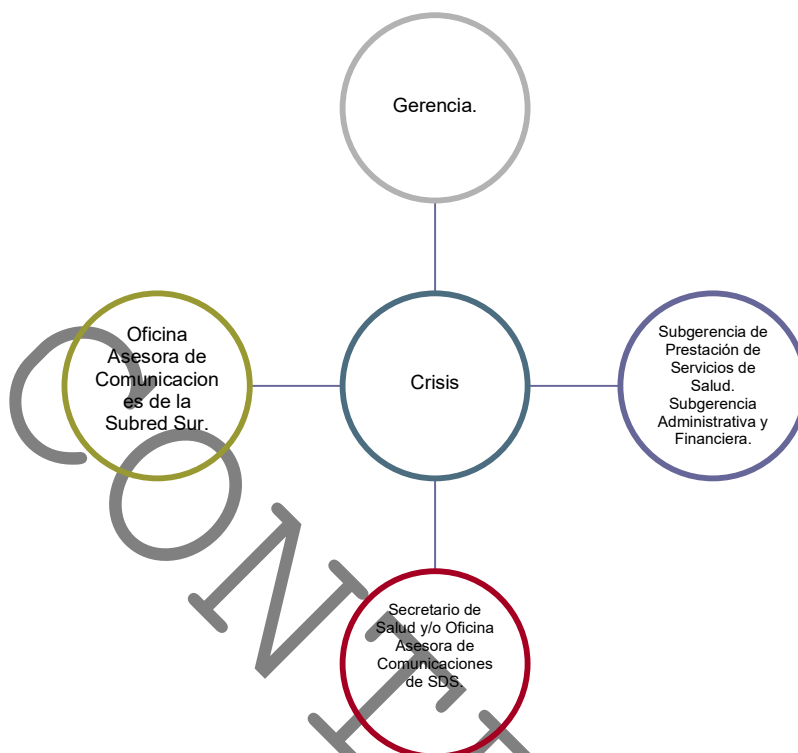 Gerencia.
Oficina
Asesora de
Comunicacion
es de la
Subred Sur.
Crisis
Subgerencia de
Prestación de
Servicios de
Salud.
Subgerencia
Administrativa y
Financiera.
Secretario de
Salud y/o Oficina
Asesora de
Comunicaciones
de SDS.
CONT